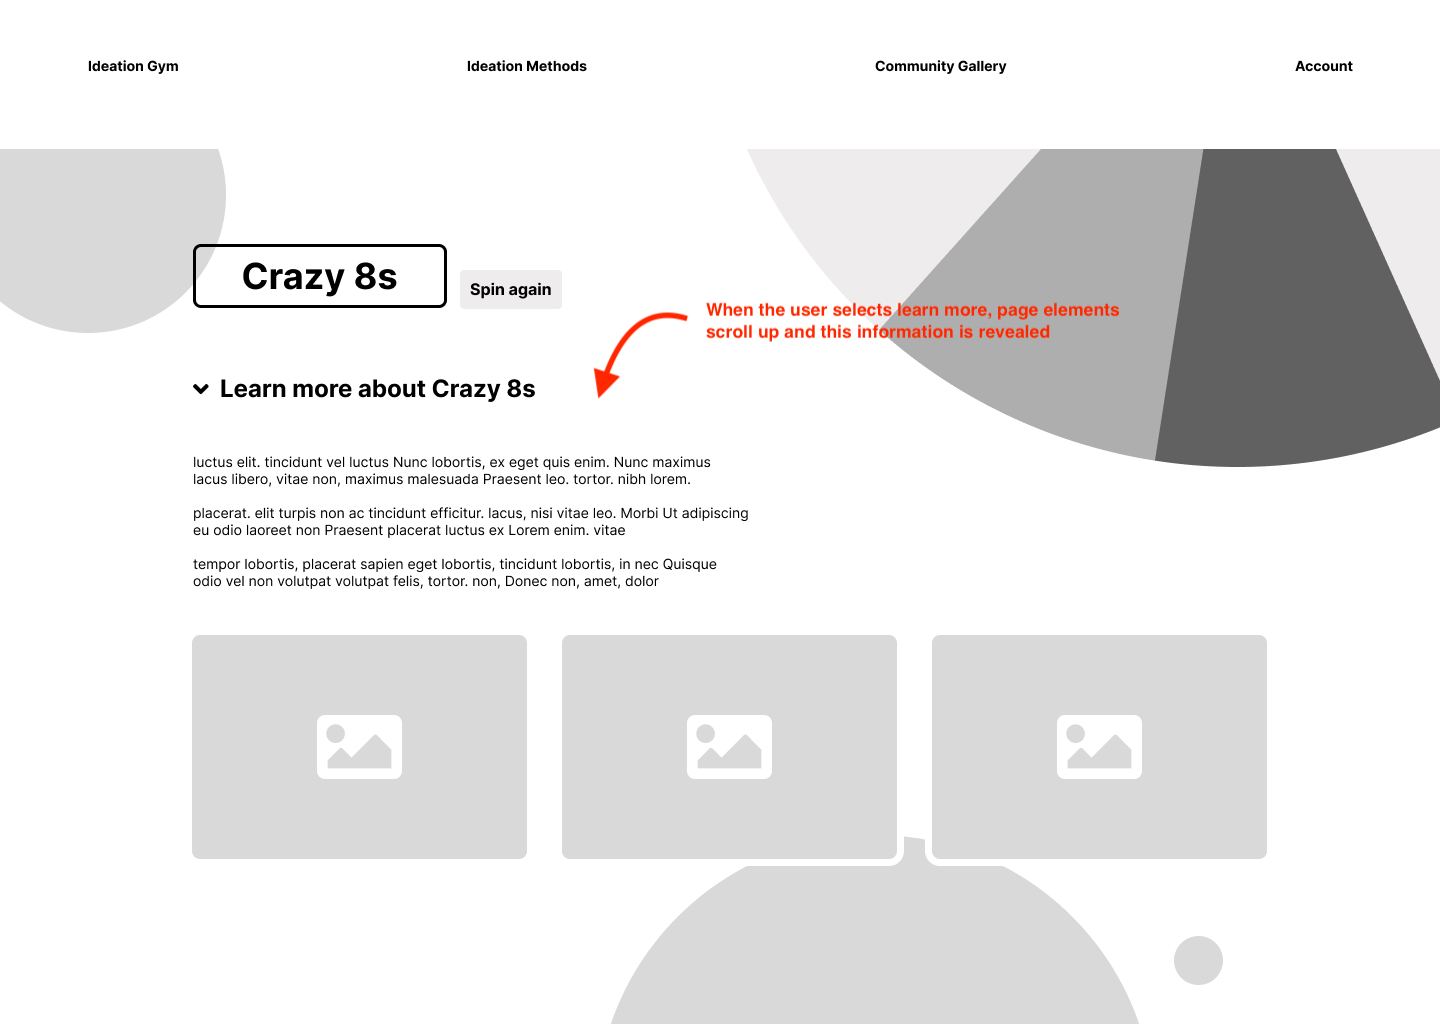 Ideation Gym
Ideation Methods
Community Gallery
Account
Crazy 8s
Spin again
When the user selects learn more, page elements
scroll up and this information is revealed
Learn more about Crazy 8s
luctus elit. tincidunt vel luctus Nunc lobortis, ex eget quis enim. Nunc maximus
lacus libero, vitae non, maximus malesuada Praesent leo. tortor. nibh lorem.
placerat. elit turpis non ac tincidunt efficitur. lacus, nisi vitae leo. Morbi Ut adipiscing
eu odio laoreet non Praesent placerat luctus ex Lorem enim. vitae
tempor lobortis, placerat sapien eget lobortis, tincidunt lobortis, in nec Quisque
odio vel non volutpat volutpat felis, tortor. non, Donec non, amet, dolor